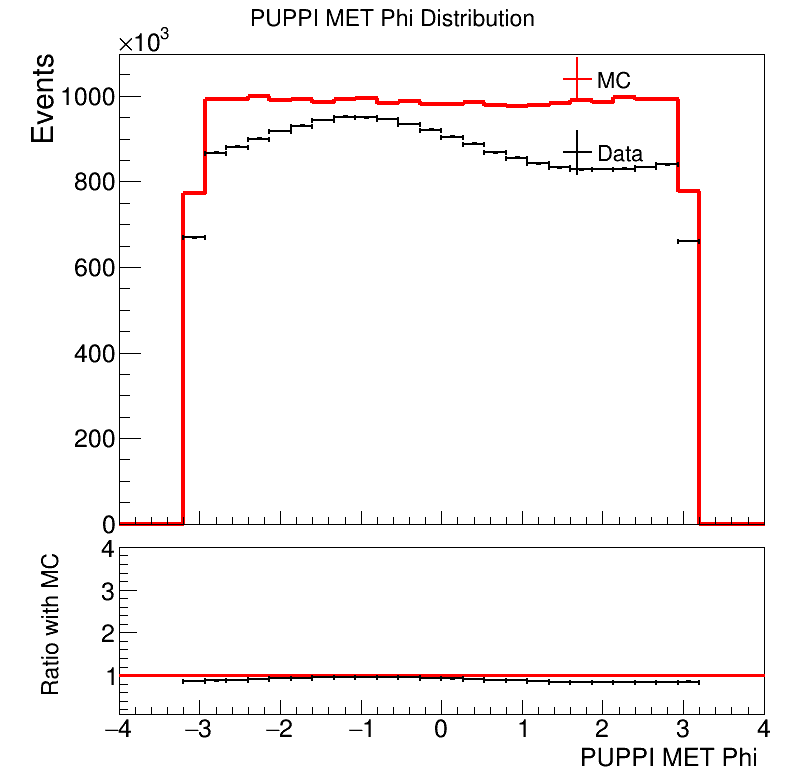 PUPPI MET Phi Distribution
×10³
Events
1000
800
600
400
200
0
MC
Data
Ratio with MC
4
3
2
1
−4 −3 −2 −1 0 1 2 3 4
PUPPI MET Phi